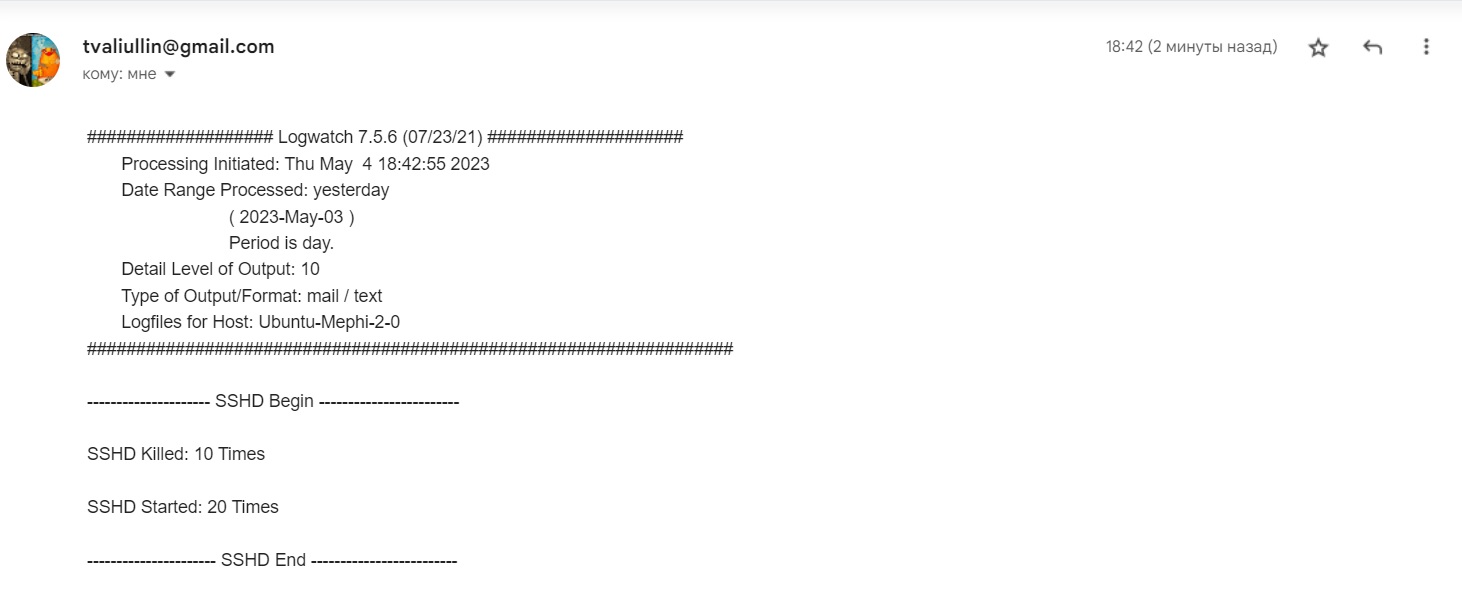 tvaliullin@gmail.com
18:42 (2 минуты назад)
кому: мне
################### Logwatch 7.5.6 (07/23/21) ####################
Processing Initiated: Thu May  4 18:42:55 2023
Date Range Processed: yesterday
( 2023-May-03 )
Period is day.
Detail Level of Output: 10
Type of Output/Format: mail / text
Logfiles for Host: Ubuntu-Mephi-2-0
##################################################################
--------------------- SSHD Begin ------------------------
SSHD Killed: 10 Times
SSHD Started: 20 Times
---------------------- SSHD End -------------------------